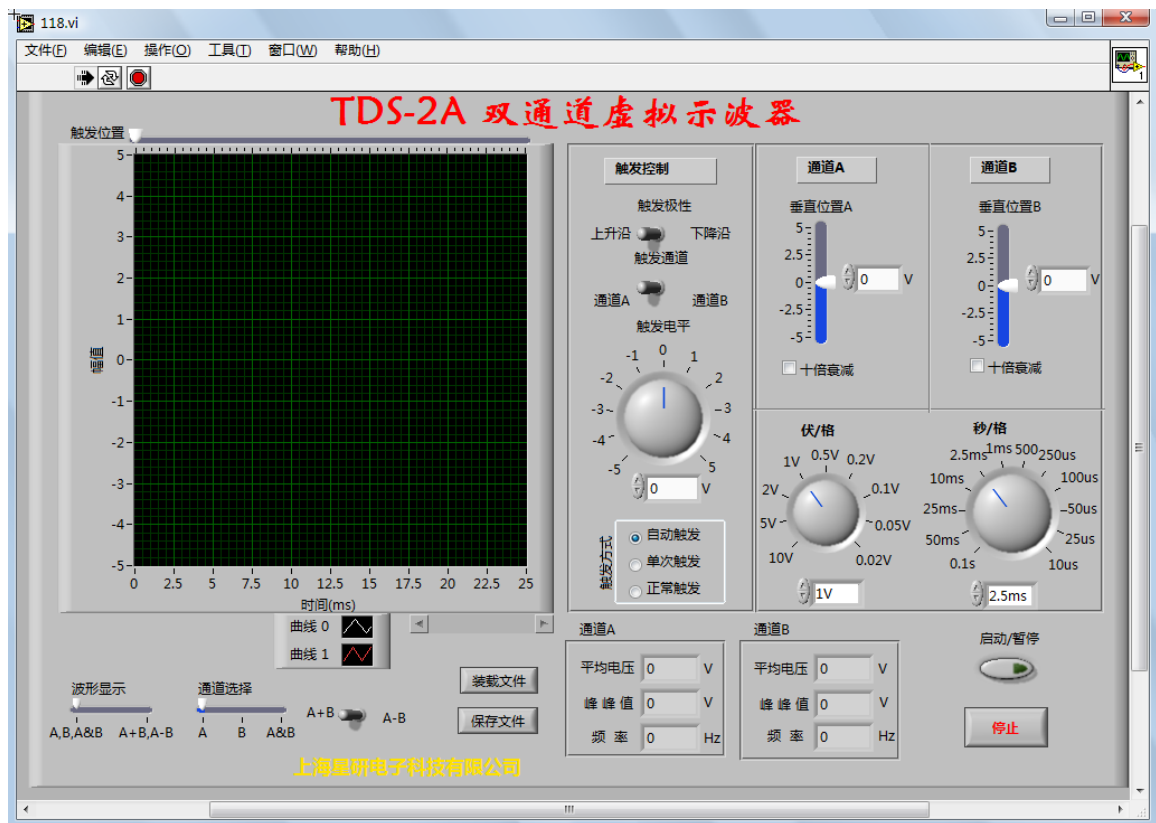 118.vi
文件(F) 编辑(E) 操作(O) 工具(T) 窗口(W) 帮助(H)
1
TDS-2A 双通道虚拟示波器
触发位置
5
4
3
2
1
0
-1
-2
-3
-4
-5
幅值
0 2.5 5 7.5 10 12.5 15 17.5 20 22.5 25
时间(ms)
曲线 0
曲线 1
触发控制
触发极性
上升沿 下降沿
触发通道
通道A 通道B
触发电平
-5 -4 -3 -2 -1 0 1 2 3 4 5
0 V
触发方式
自动触发
单次触发
正常触发
通道A
垂直位置A
5
2.5
0
-2.5
-5
0 V
十倍衰减
通道B
垂直位置B
5
2.5
0
-2.5
-5
0 V
十倍衰减
伏/格
10V 5V 2V 1V 0.5V 0.2V 0.1V 0.05V 0.02V
1V
秒/格
0.1s 50ms 25ms 10ms 2.5ms 1ms 500 250us 100us 50us 25us 10us
2.5ms
波形显示
A,B,A&B A+B,A-B
通道选择
A B A&B
A+B A-B
装载文件
保存文件
通道A
平均电压 0 V
峰峰值 0 V
频率 0 Hz
通道B
平均电压 0 V
峰峰值 0 V
频率 0 Hz
启动/暂停
停止
上海星研电子科技有限公司